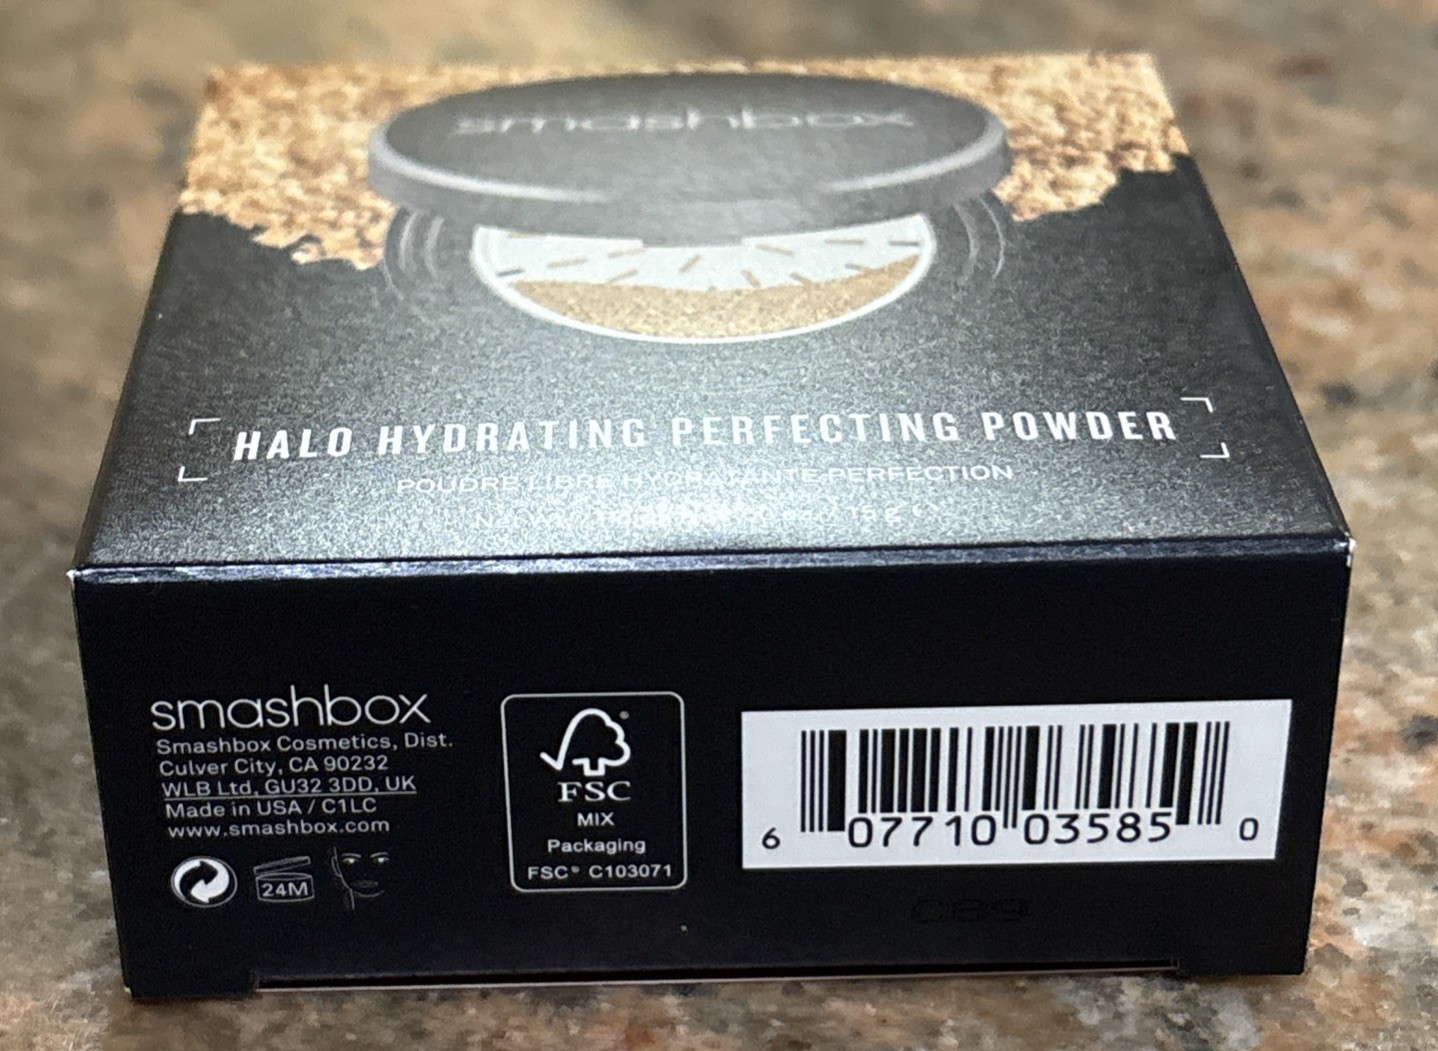 smashbox
HALO HYDRATING PERFECTING POWDER
POUDRE LIBRE HYDRATANTE PERFECTION
15 g
smashbox
Smashbox Cosmetics, Dist.
Culver City, CA 90232
WLB Ltd, GU32 3DD, UK
Made in USA / C1LC
www.smashbox.com
24M
FSC
MIX
Packaging
FSC® C103071
6 07710 03585 0